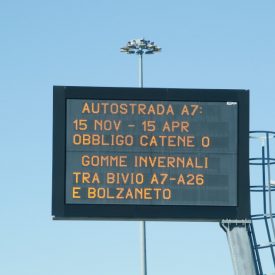 AUTOSTRADA A7:
15 NOV - 15 APR
OBBLIGO CATENE O
GOMME INVERNALI
TRA BIVIO A7-A26
E BOLZANETO